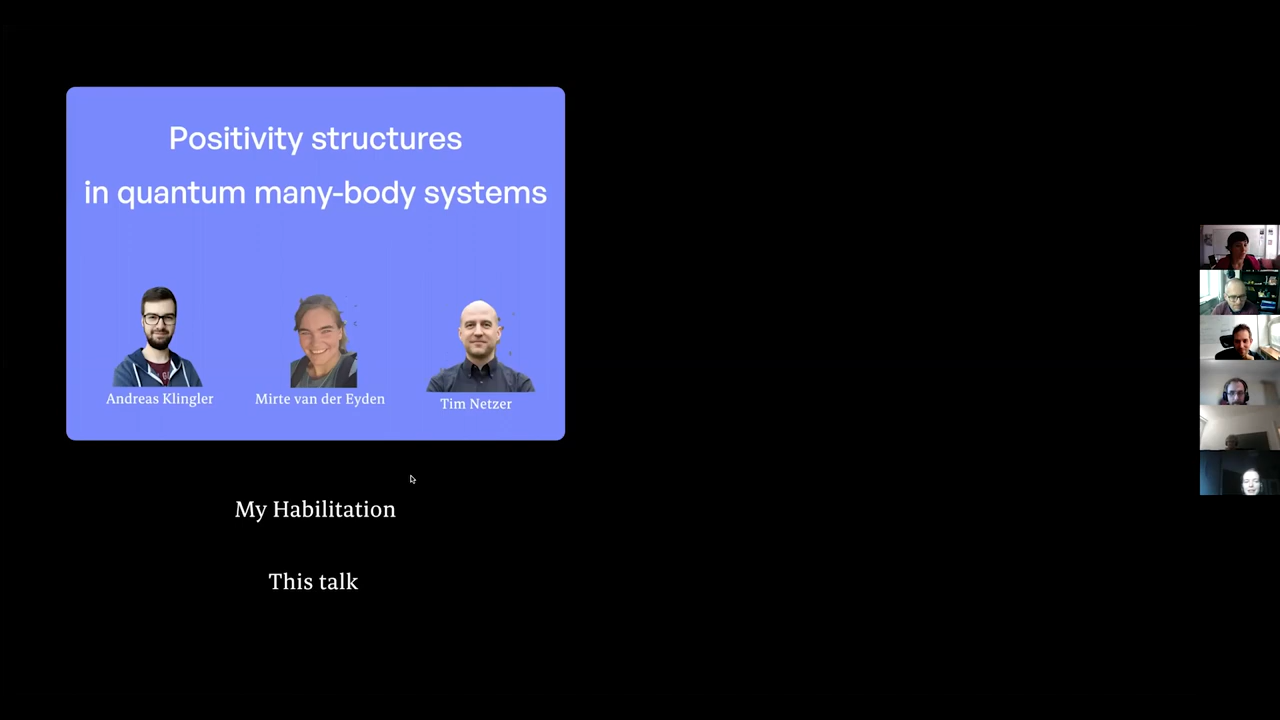 Positivity structures
in quantum many-body systems
Andreas Klingler
Mirte van der Eyden
Tim Netzer
My Habilitation
This talk